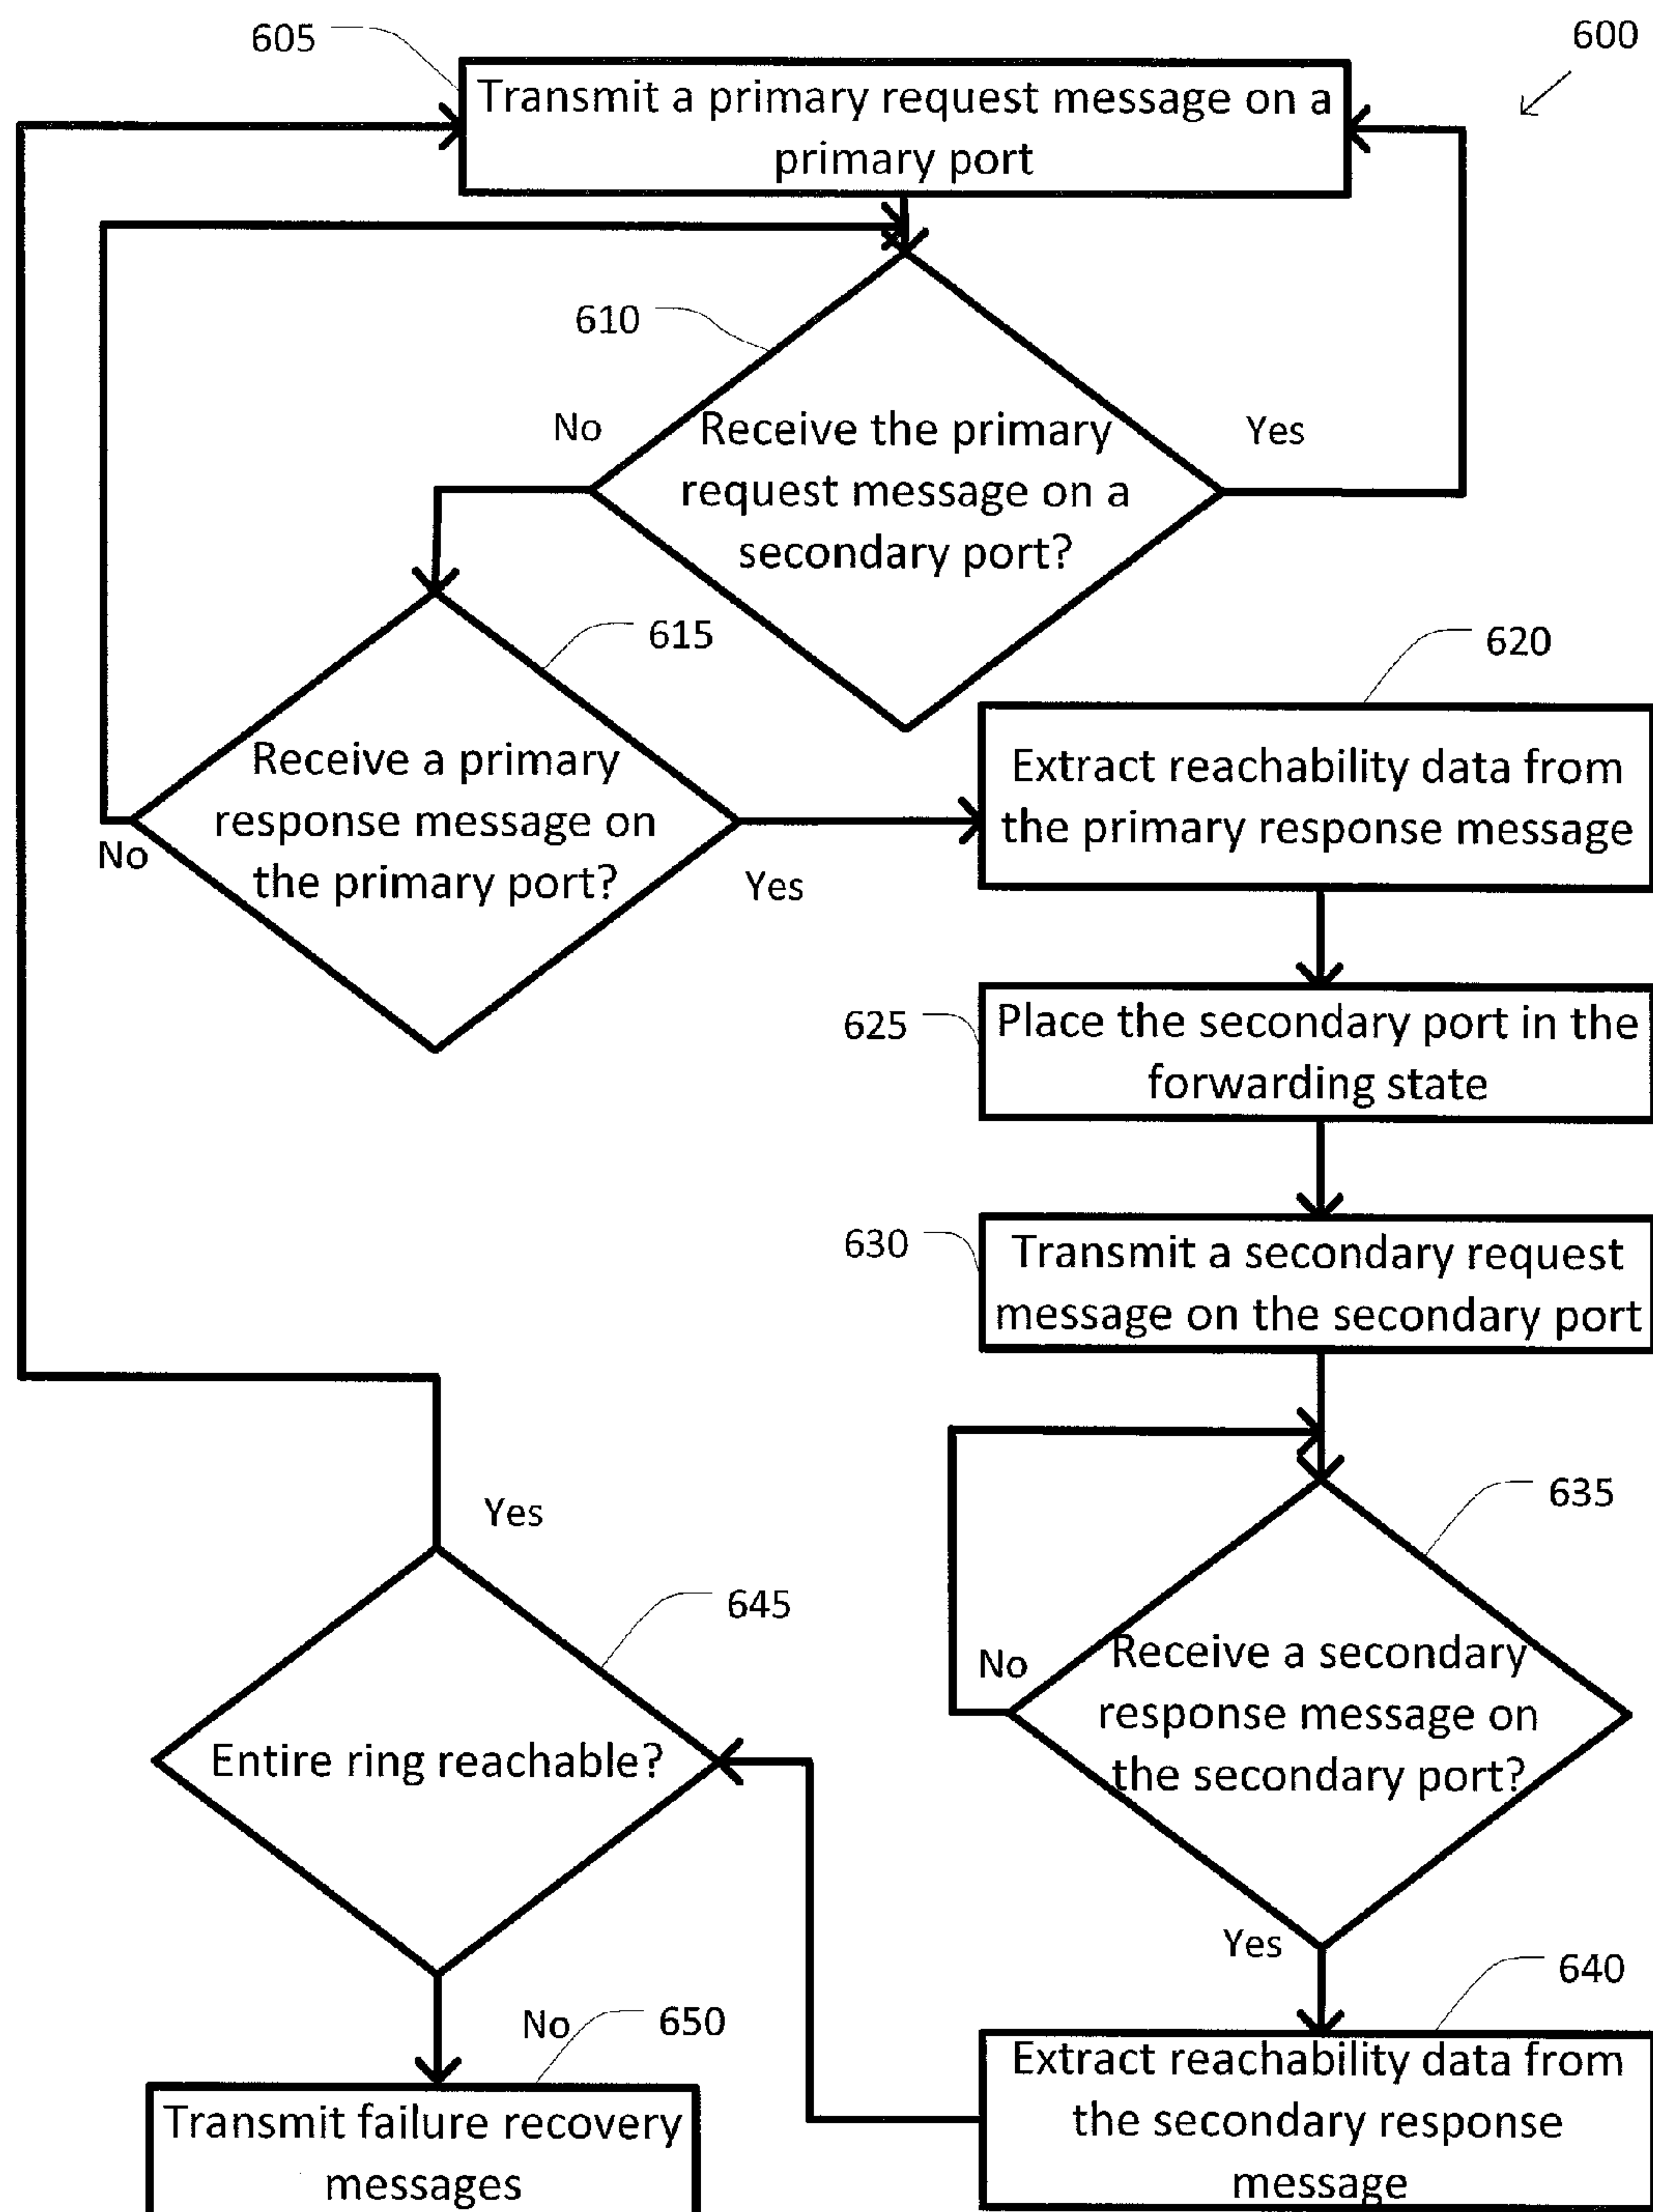 605
600
Transmit a primary request message on a
primary port
610
No
Receive the primary
request message on a
secondary port?
Yes
615
Receive a primary
response message on
the primary port?
No
Yes
620
Extract reachability data from
the primary response message
625
Place the secondary port in the
forwarding state
630
Transmit a secondary request
message on the secondary port
635
No
Receive a secondary
response message on
the secondary port?
Yes
640
Extract reachability data from
the secondary response
message
Yes
645
Entire ring reachable?
No
650
Transmit failure recovery
messages